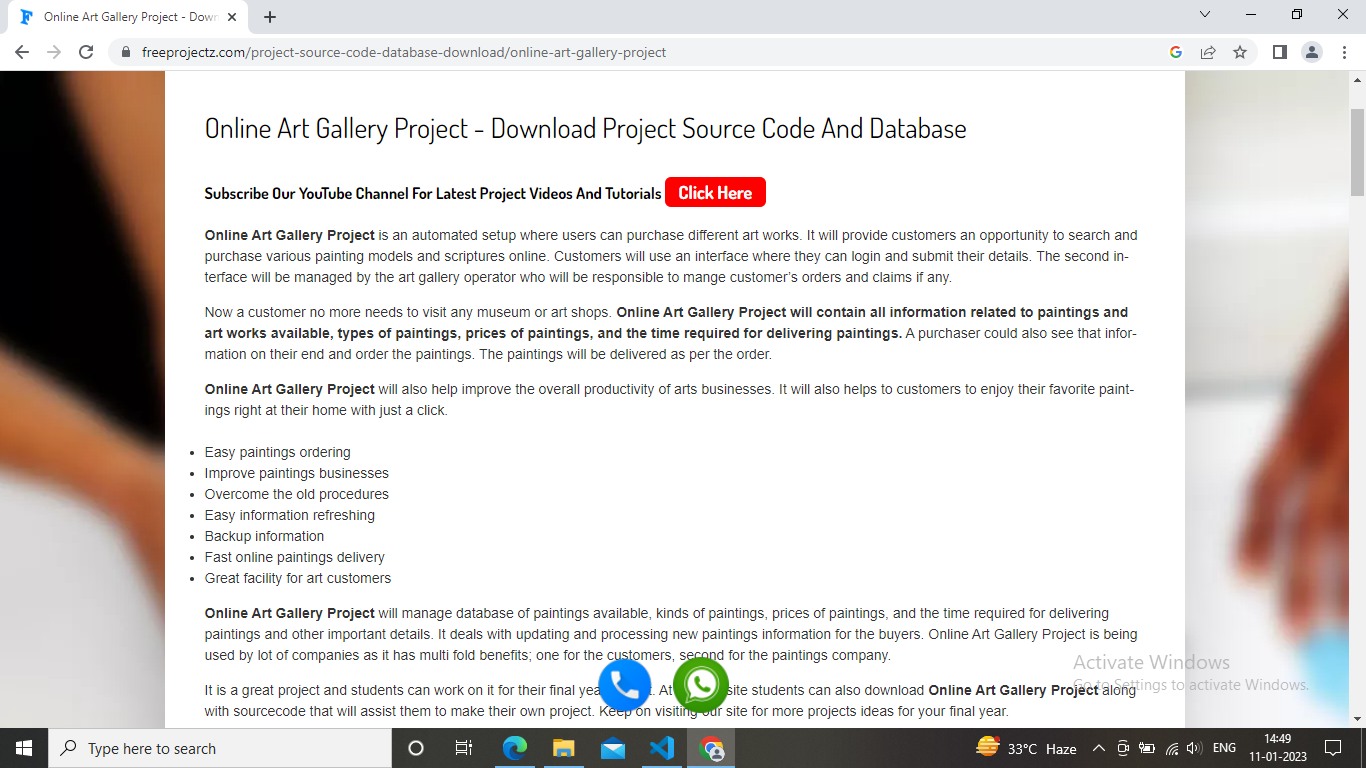 Online Art Gallery Project - Down
freeprojectz.com/project-source-code-database-download/online-art-gallery-project
Online Art Gallery Project - Download Project Source Code And Database
Subscribe Our YouTube Channel For Latest Project Videos And Tutorials Click Here
Online Art Gallery Project is an automated setup where users can purchase different art works. It will provide customers an opportunity to search and
purchase various painting models and scriptures online. Customers will use an interface where they can login and submit their details. The second in-
terface will be managed by the art gallery operator who will be responsible to mange customer's orders and claims if any.
Now a customer no more needs to visit any museum or art shops. Online Art Gallery Project will contain all information related to paintings and
art works available, types of paintings, prices of paintings, and the time required for delivering paintings. A purchaser could also see that infor-
mation on their end and order the paintings. The paintings will be delivered as per the order.
Online Art Gallery Project will also help improve the overall productivity of arts businesses. It will also helps to customers to enjoy their favorite paint-
ings right at their home with just a click.
Easy paintings ordering
Improve paintings businesses
Overcome the old procedures
Easy information refreshing
Backup information
Fast online paintings delivery
Great facility for art customers
Online Art Gallery Project will manage database of paintings available, kinds of paintings, prices of paintings, and the time required for delivering
paintings and other important details. It deals with updating and processing new paintings information for the buyers. Online Art Gallery Project is being
used by lot of companies as it has multi fold benefits; one for the customers, second for the paintings company.
It is a great project and students can work on it for their final yea At site students can also download Online Art Gallery Project along
with sourcecode that will assist them to make their own project. Keep on visiting our site for more projects ideas for your final year.
Activate Windows
Go to Settings to activate Windows.
Type here to search
33°C Haze
ENG
14:49
11-01-2023